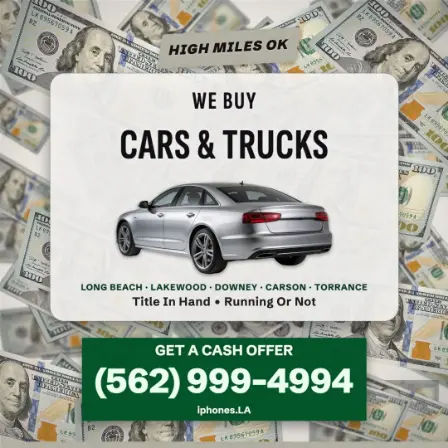 HIGH MILES OK
WE BUY
CARS & TRUCKS
LONG BEACH • LAKEWOOD • DOWNEY • CARSON • TORRANCE
Title In Hand • Running Or Not
GET A CASH OFFER
(562) 999-4994
iphones.LA